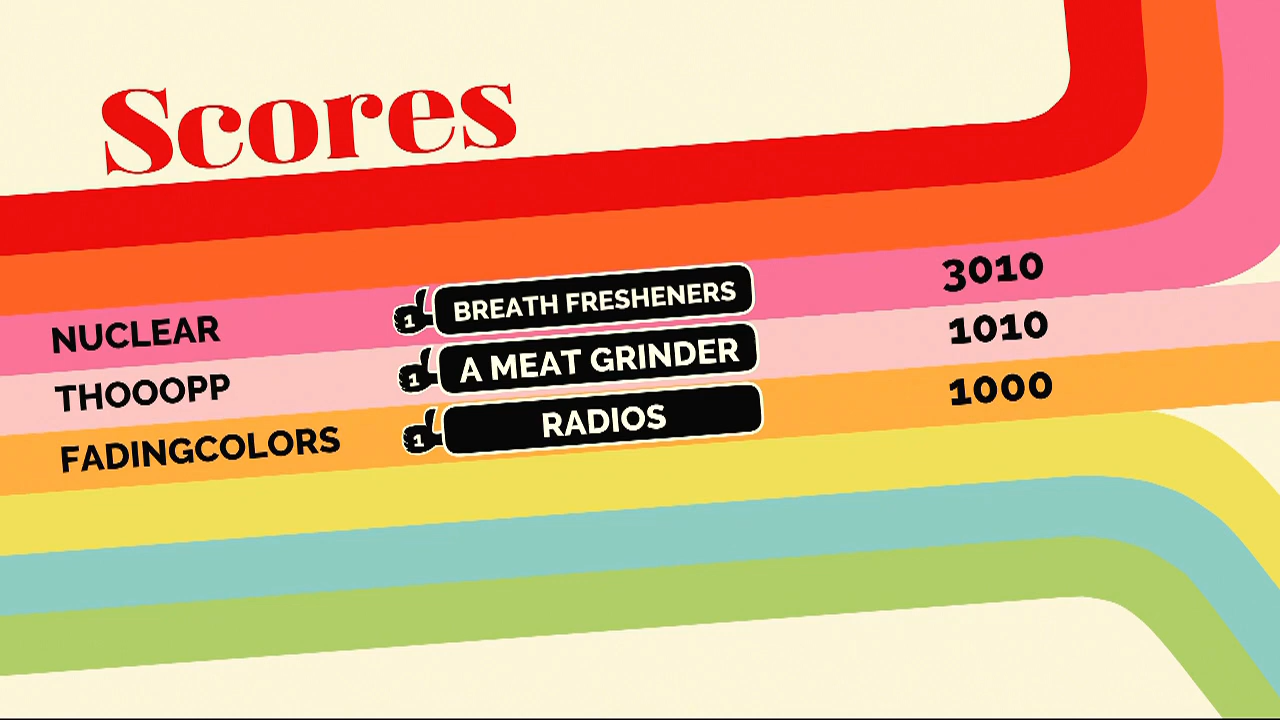 Scores
NUCLEAR 1 BREATH FRESHENERS 3010
THOOOPP 1 A MEAT GRINDER 1010
FADINGCOLORS 1 RADIOS 1000